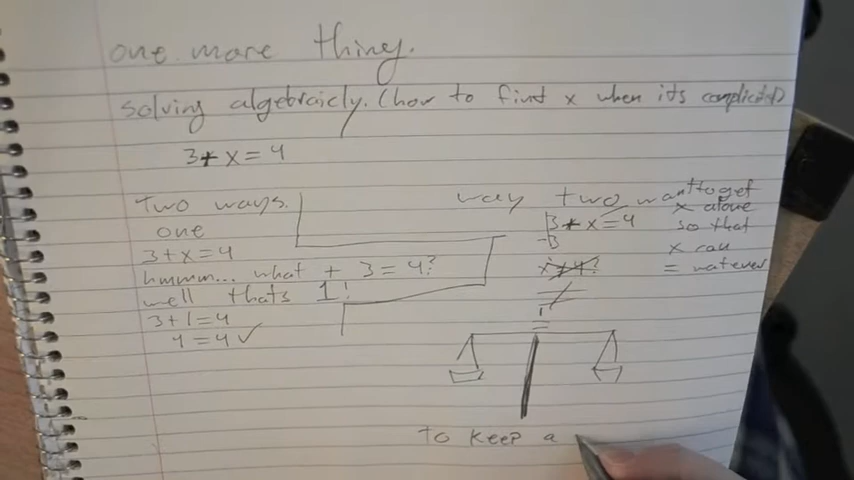 one more thing.
solving algebraicly. (how to find x when its complicated)
3+x=4
Two ways.
one
3+x=4
hmmm... what + 3=4?
well thats 1!
3+1=4
4=4✓
way two want to get
x alone
so that
x can
= watever
3+x=4
-3
=
to keep a